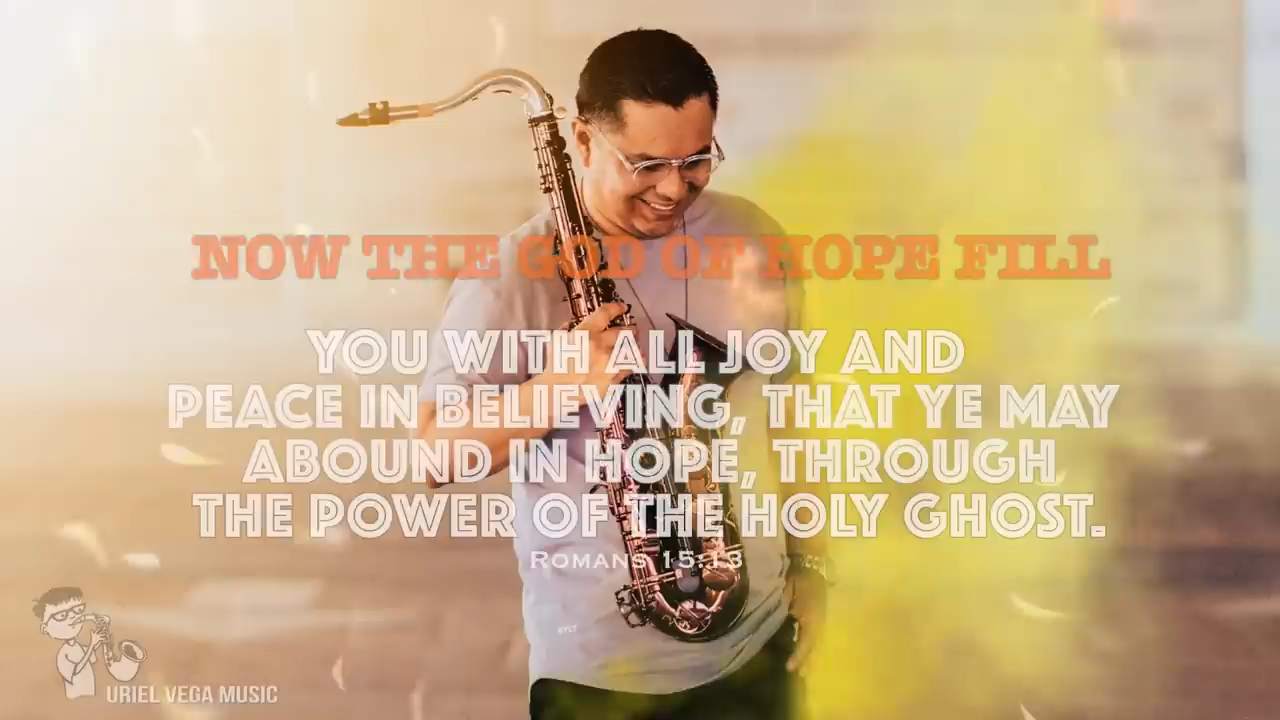 NOW THE GOD OF HOPE FILL
YOU WITH ALL JOY AND
PEACE IN BELIEVING, THAT YE MAY
ABOUND IN HOPE, THROUGH
THE POWER OF THE HOLY GHOST.
ROMANS 15:13
URIEL VEGA MUSIC